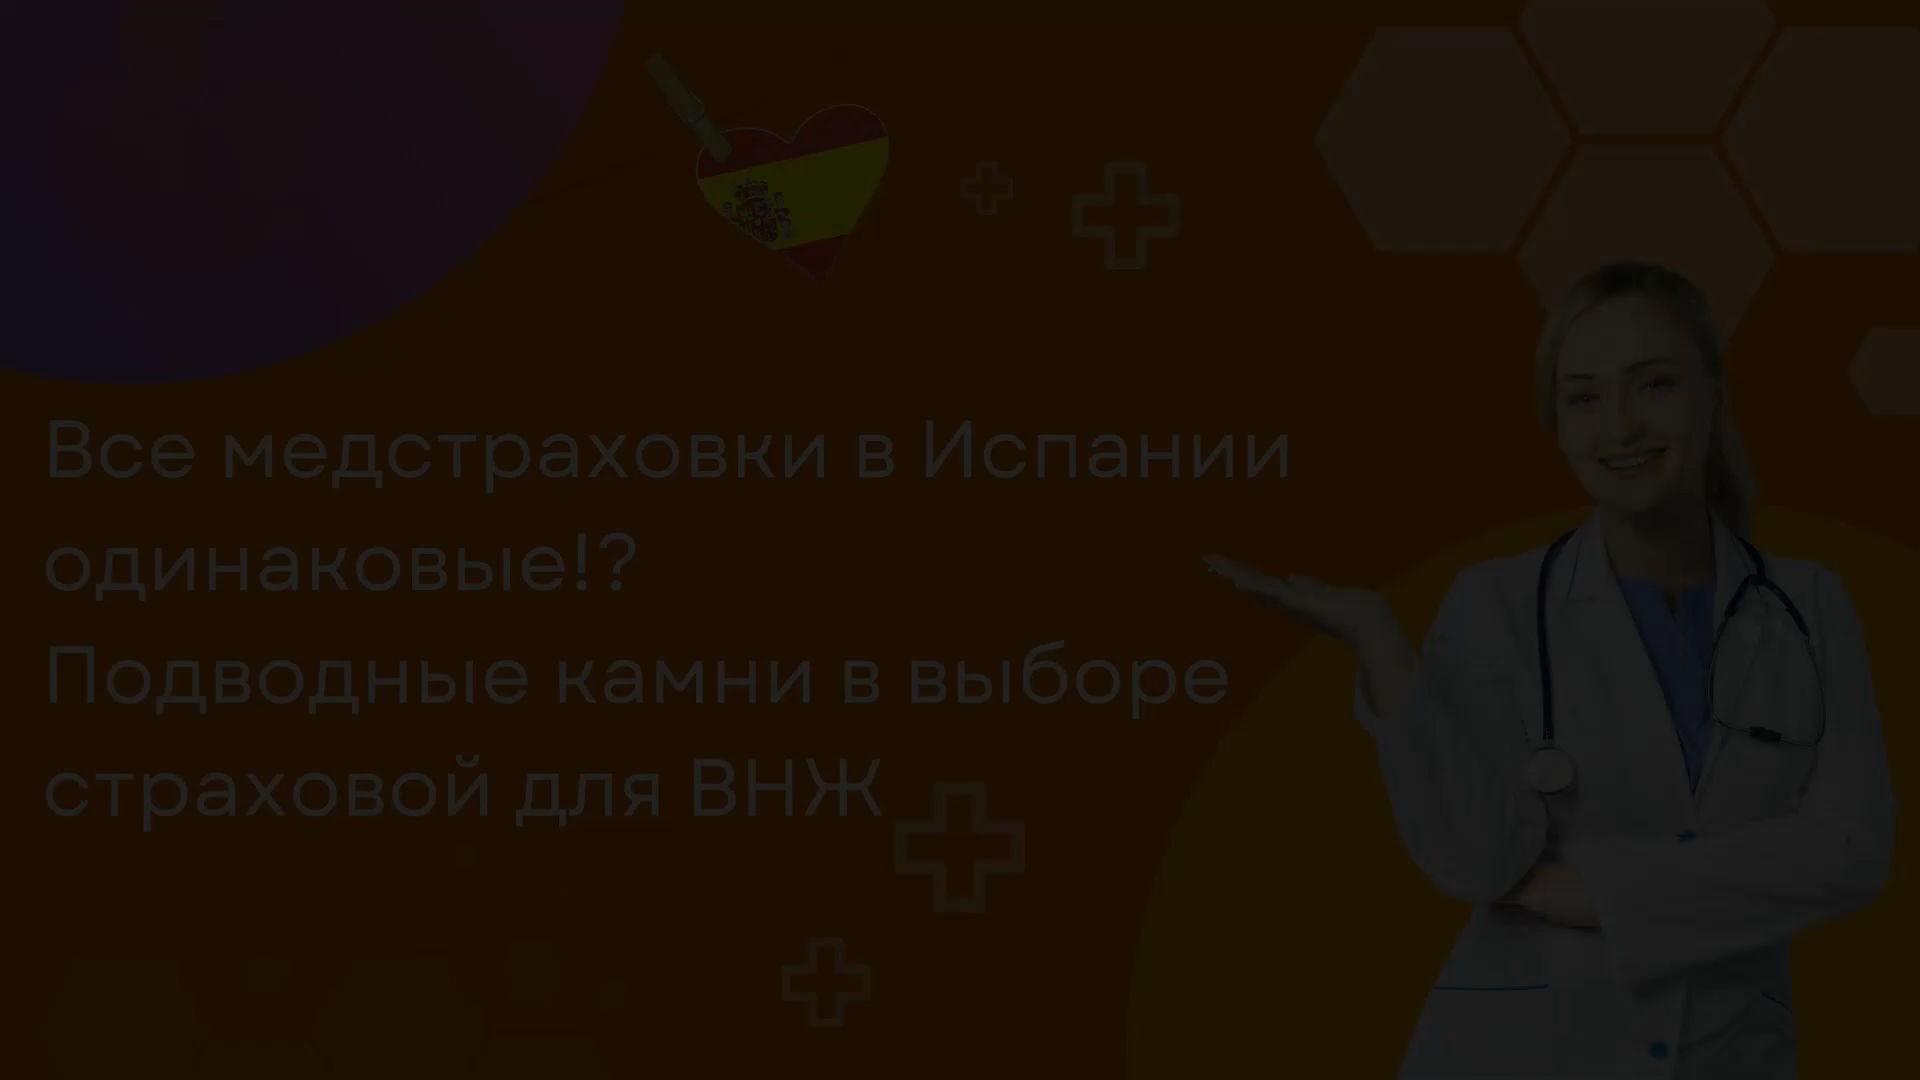 Все медстраховки в Испании
одинаковые!?
Подводные камни в выборе
страховой для ВНЖ